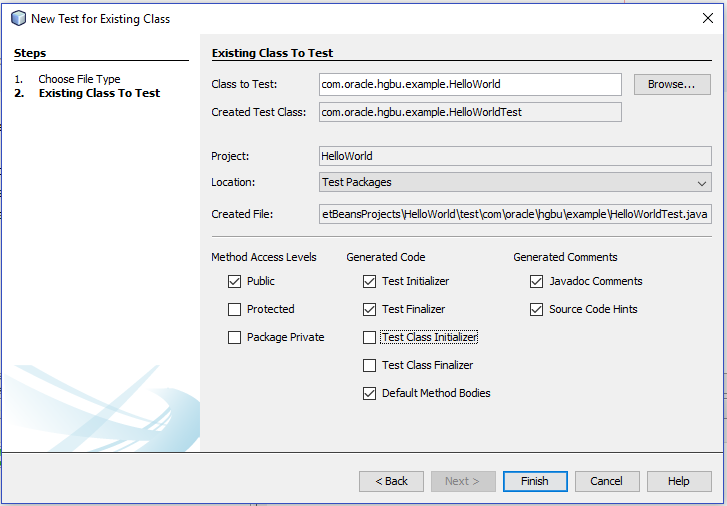 New Test for Existing Class
Steps
1. Choose File Type
2. Existing Class To Test
Existing Class To Test
Class to Test: com.oracle.hgbu.example.HelloWorld Browse...
Created Test Class: com.oracle.hgbu.example.HelloWorldTest
Project: HelloWorld
Location: Test Packages
Created File: etBeansProjects\HelloWorld\test\com\oracle\hgbu\example\HelloWorldTest.java
Method Access Levels Generated Code Generated Comments
Public Test Initializer Javadoc Comments
Protected Test Finalizer Source Code Hints
Package Private Test Class Initializer
Test Class Finalizer
Default Method Bodies
< Back Next > Finish Cancel Help